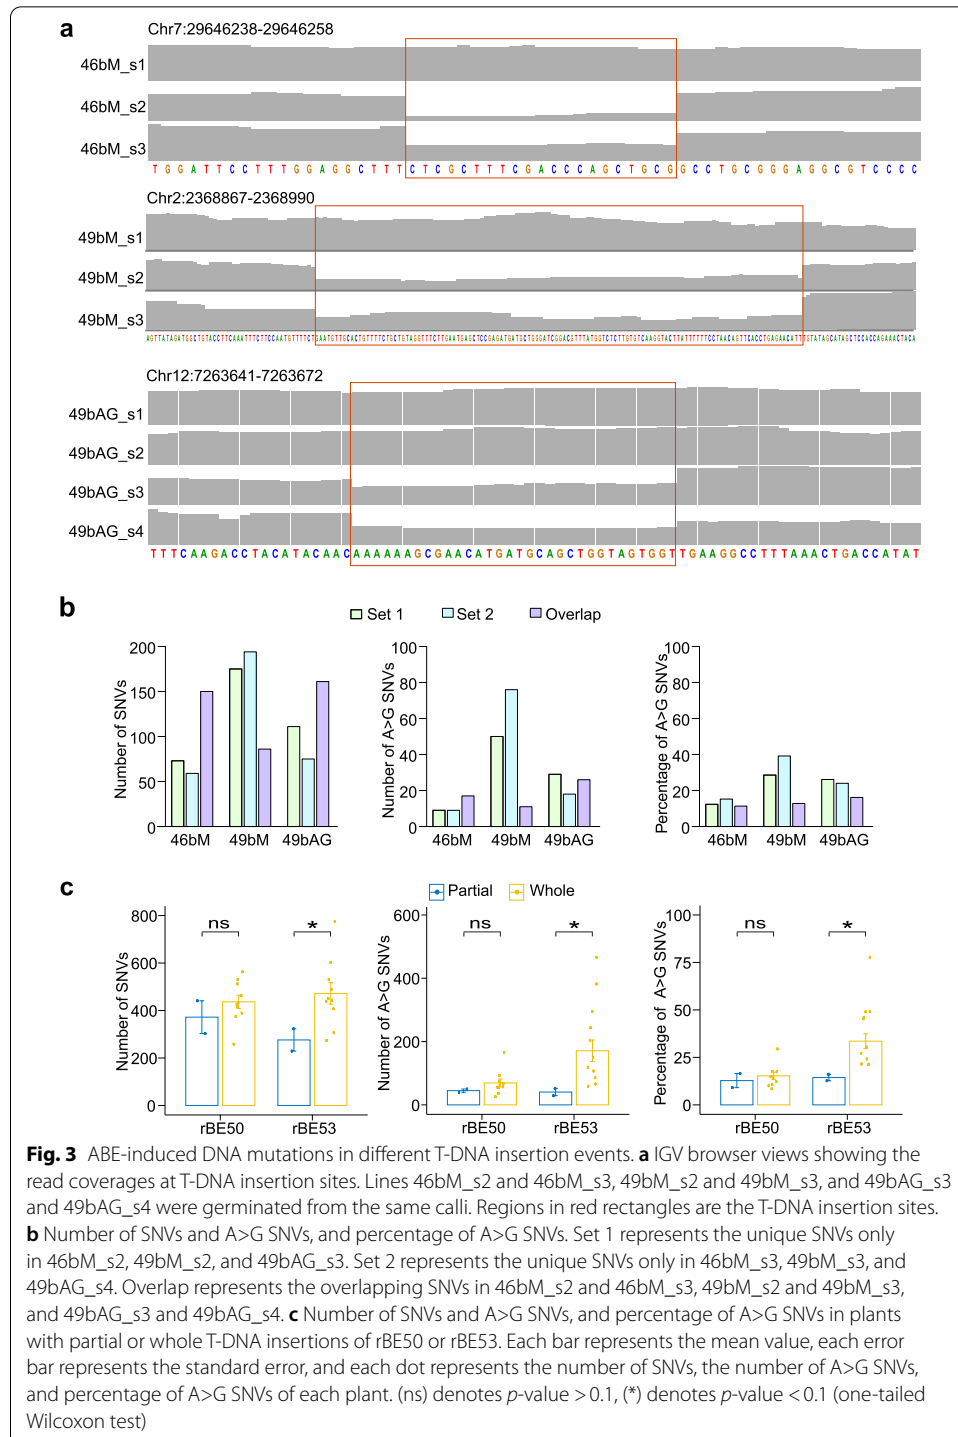 a
Chr7:29646238-29646258
46bM_s1
46bM_s2
46bM_s3
TGGATTCCTTTGGAGGCTTTCTCGCTTTCGACCCAGCTGCGGCCTGCGGGAGGCGTCCCC
Chr2:2368867-2368990
49bM_s1
49bM_s2
49bM_s3
Chr12:7263641-7263672
49bAG_s1
49bAG_s2
49bAG_s3
49bAG_s4
TTTCAAGACCTACATACAACAAAAAAGCGAACATGATGCAGCTGGTAGTGGTTGAAGGCCTTTAAACTGACCATAT
b
Set 1 Set 2 Overlap
Number of SNVs
200
150
100
50
0
46bM 49bM 49bAG
Number of A>G SNVs
100
80
60
40
20
0
46bM 49bM 49bAG
Percentage of A>G SNVs
100
80
60
40
20
0
46bM 49bM 49bAG
c
Partial Whole
Number of SNVs
800
600
400
200
0
ns *
rBE50 rBE53
Number of A>G SNVs
600
400
200
0
ns *
rBE50 rBE53
Percentage of A>G SNVs
100
75
50
25
0
ns *
rBE50 rBE53
Fig. 3 ABE-induced DNA mutations in different T-DNA insertion events. a IGV browser views showing the
read coverages at T-DNA insertion sites. Lines 46bM_s2 and 46bM_s3, 49bM_s2 and 49bM_s3, and 49bAG_s3
and 49bAG_s4 were germinated from the same calli. Regions in red rectangles are the T-DNA insertion sites.
b Number of SNVs and A>G SNVs, and percentage of A>G SNVs. Set 1 represents the unique SNVs only
in 46bM_s2, 49bM_s2, and 49bAG_s3. Set 2 represents the unique SNVs only in 46bM_s3, 49bM_s3, and
49bAG_s4. Overlap represents the overlapping SNVs in 46bM_s2 and 46bM_s3, 49bM_s2 and 49bM_s3,
and 49bAG_s3 and 49bAG_s4. c Number of SNVs and A>G SNVs, and percentage of A>G SNVs in plants
with partial or whole T-DNA insertions of rBE50 or rBE53. Each bar represents the mean value, each error
bar represents the standard error, and each dot represents the number of SNVs, the number of A>G SNVs,
and percentage of A>G SNVs of each plant. (ns) denotes p-value > 0.1, (*) denotes p-value < 0.1 (one-tailed
Wilcoxon test)